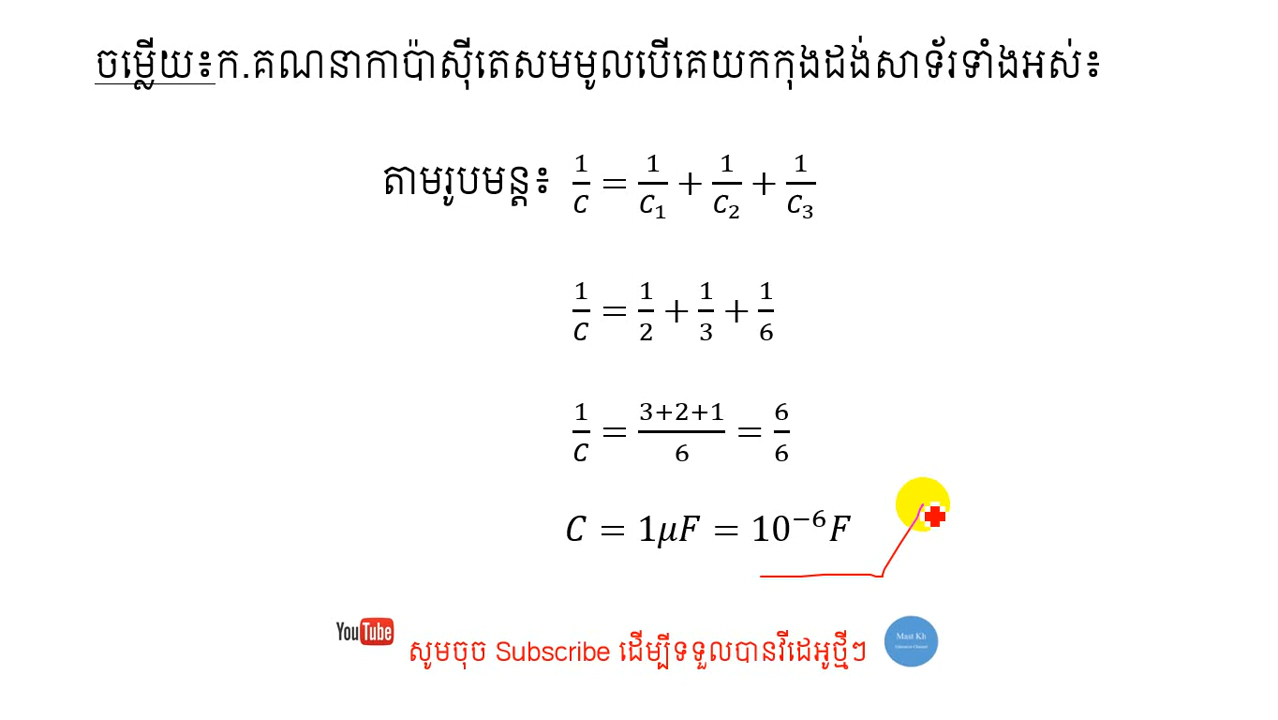 ចម្លើយ៖ក.គណនាកាប៉ាស៊ីតេសមមូលបើគេយកកុងដង់សាទ័រទាំងអស់៖
តាមរូបមន្ត៖ 1/C = 1/C₁ + 1/C₂ + 1/C₃
1/C = 1/2 + 1/3 + 1/6
1/C = (3+2+1)/6 = 6/6
C = 1μF = 10⁻⁶F
YouTube
សូមចុច Subscribe ដើម្បីទទួលបានវីដេអូថ្មីៗ
Mast Kh
Education Channel